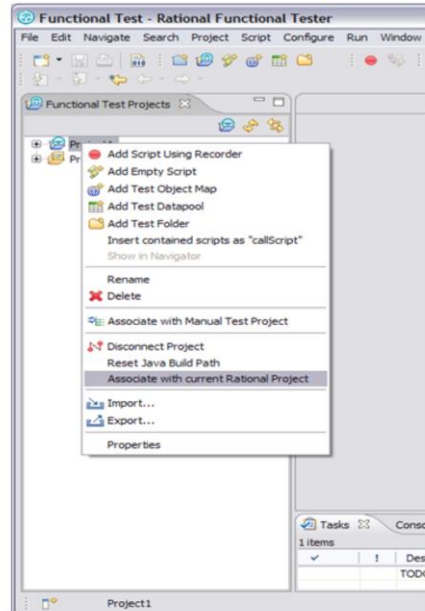 Functional Test - Rational Functional Tester
File Edit Navigate Search Project Script Configure Run Window
Functional Test Projects
Add Script Using Recorder
Add Empty Script
Add Test Object Map
Add Test Datapool
Add Test Folder
Insert contained scripts as "callScript"
Show in Navigator
Rename
Delete
Associate with Manual Test Project
Disconnect Project
Reset Java Build Path
Associate with current Rational Project
Import...
Export...
Properties
Tasks Conso
1 items
! Des
TODO
Project1